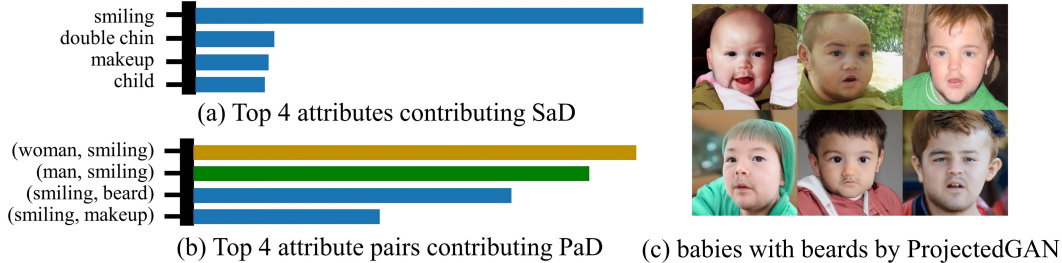 smiling
double chin
makeup
child
(a) Top 4 attributes contributing SaD
(woman, smiling)
(man, smiling)
(smiling, beard)
(smiling, makeup)
(b) Top 4 attribute pairs contributing PaD
(c) babies with beards by ProjectedGAN